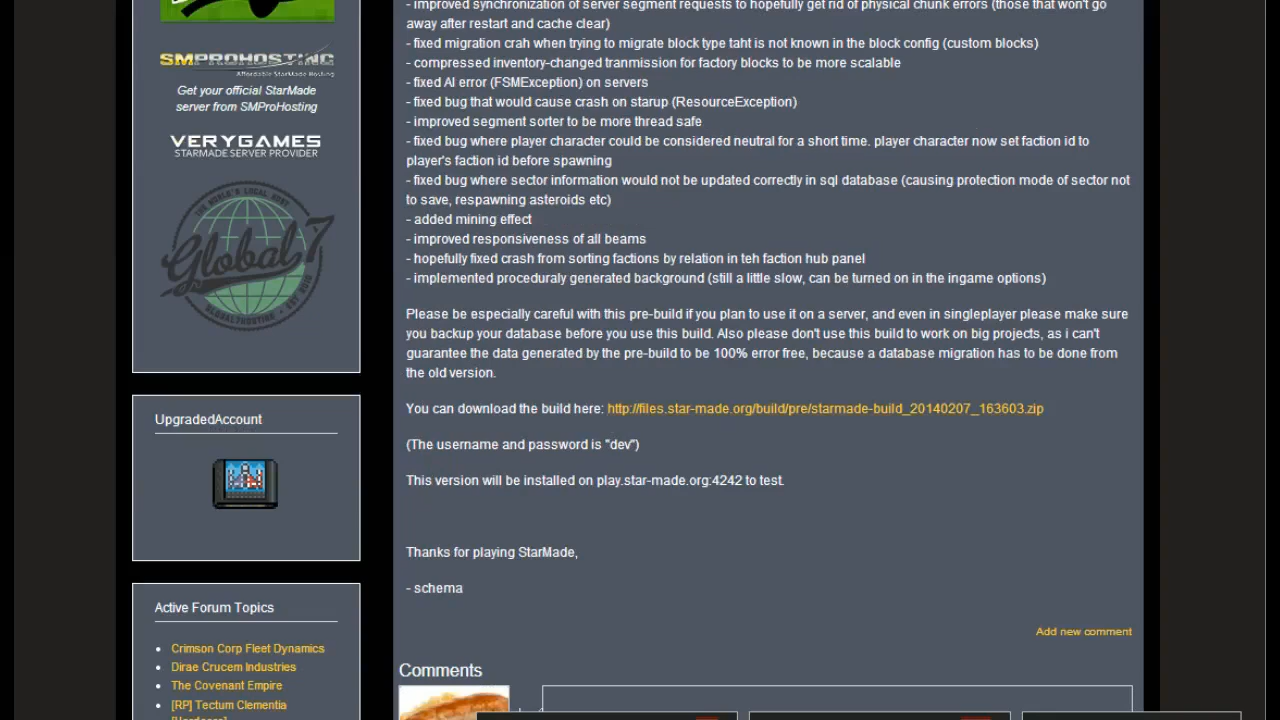 - improved synchronization of server segment requests to hopefully get rid of physical chunk errors (those that won't go
away after restart and cache clear)
- fixed migration crah when trying to migrate block type taht is not known in the block config (custom blocks)
- compressed inventory-changed tranmission for factory blocks to be more scalable
- fixed AI error (FSMException) on servers
- fixed bug that would cause crash on starup (ResourceException)
- improved segment sorter to be more thread safe
- fixed bug where player character could be considered neutral for a short time. player character now set faction id to
player's faction id before spawning
- fixed bug where sector information would not be updated correctly in sql database (causing protection mode of sector not
to save, respawning asteroids etc)
- added mining effect
- improved responsiveness of all beams
- hopefully fixed crash from sorting factions by relation in teh faction hub panel
- implemented proceduraly generated background (still a little slow, can be turned on in the ingame options)
Please be especially careful with this pre-build if you plan to use it on a server, and even in singleplayer please make sure
you backup your database before you use this build. Also please don't use this build to work on big projects, as i can't
guarantee the data generated by the pre-build to be 100% error free, because a database migration has to be done from
the old version.
You can download the build here: http://files.star-made.org/build/pre/starmade-build_20140207_163603.zip
(The username and password is "dev")
This version will be installed on play.star-made.org:4242 to test.
Thanks for playing StarMade,
- schema
Add new comment
Comments
SMPROHOSTING
Affordable StarMade Hosting
Get your official StarMade
server from SMProHosting
VERYGAMES
STARMADE SERVER PROVIDER
THE WORLD'S LOCAL HOST
Global 7
UpgradedAccount
Active Forum Topics
Crimson Corp Fleet Dynamics
Dirae Crucem Industries
The Covenant Empire
[RP] Tectum Clementia